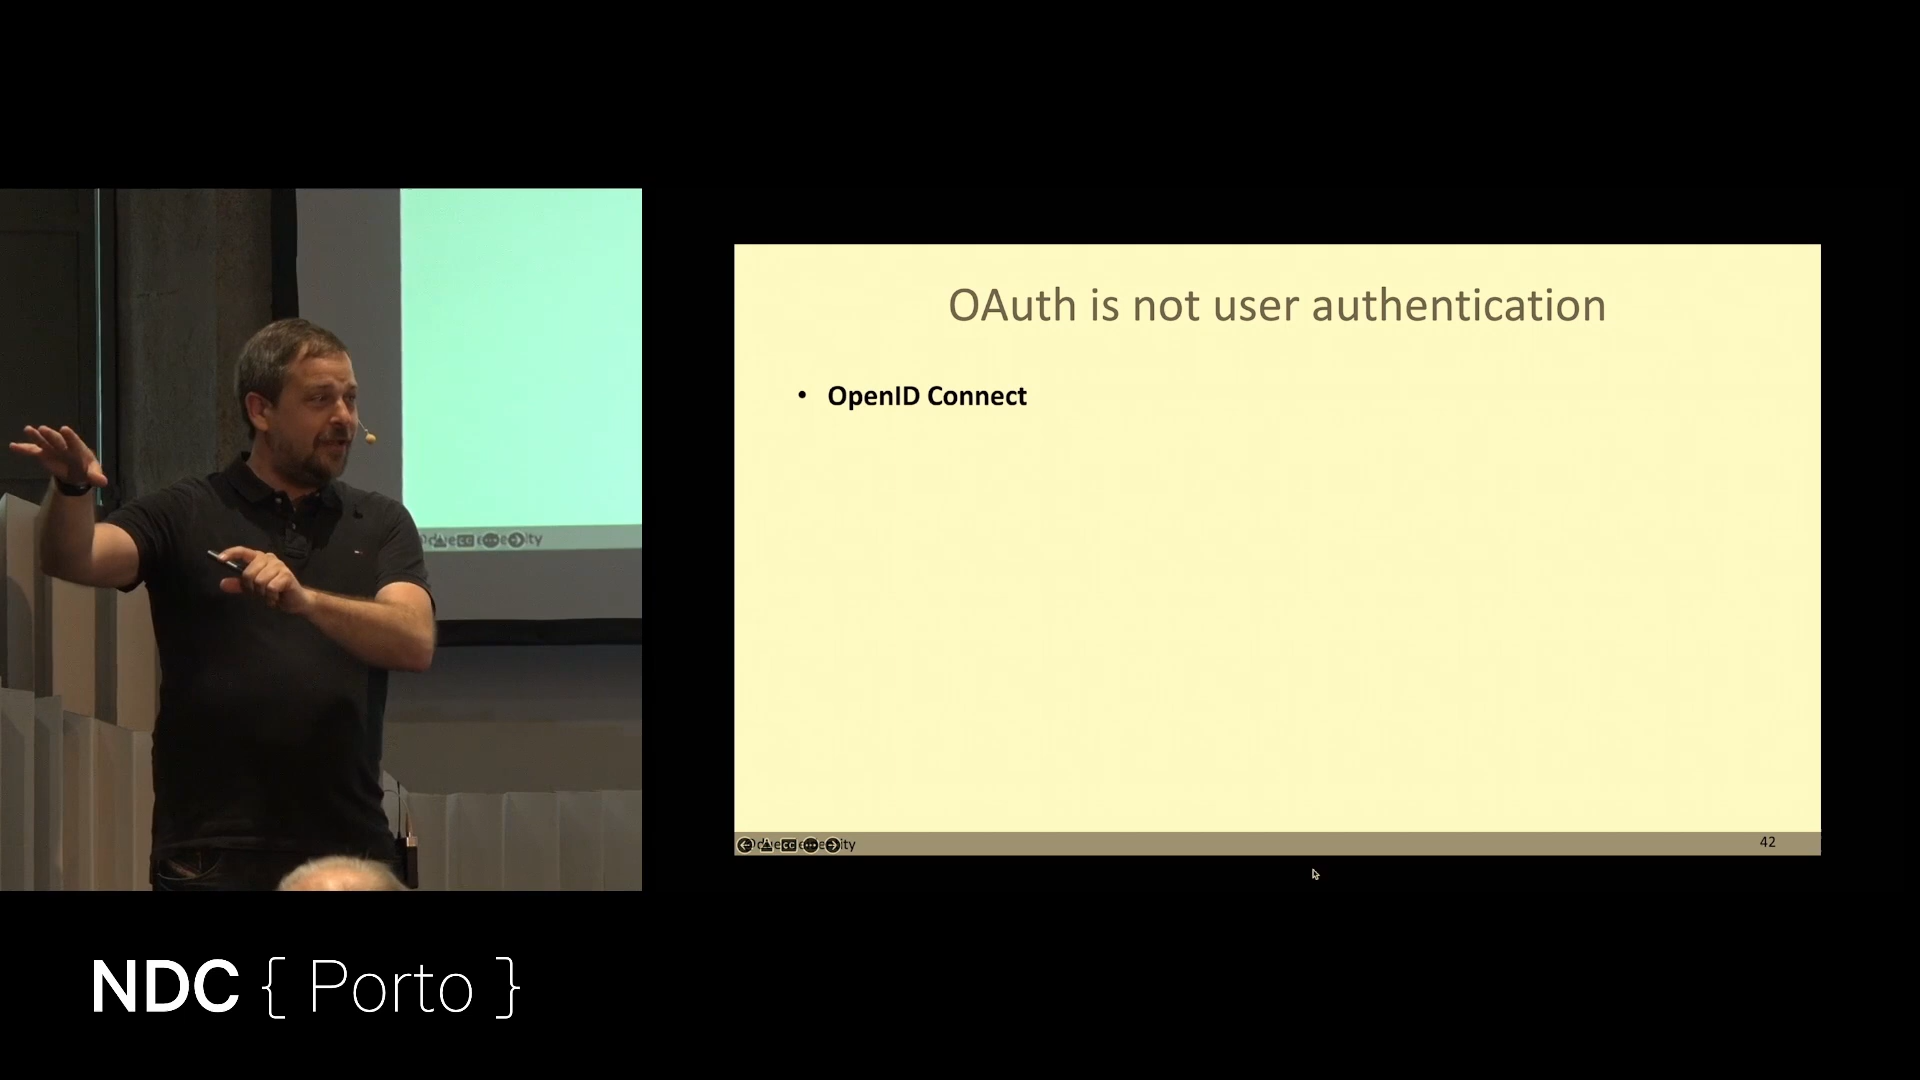 OAuth is not user authentication
• OpenID Connect
42
NDC { Porto }